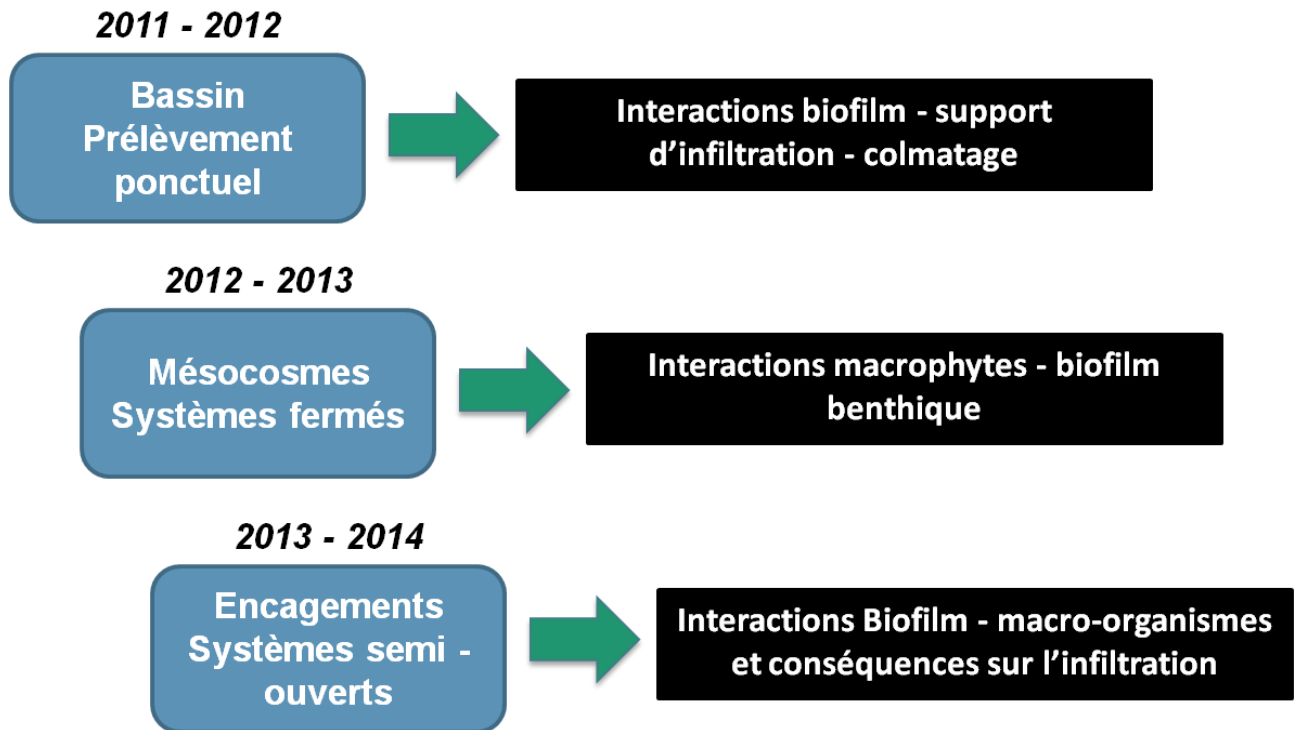 2011 - 2012
Bassin
Prélèvement
ponctuel
Interactions biofilm - support
d'infiltration - colmatage
2012 - 2013
Mésocosmes
Systèmes fermés
Interactions macrophytes - biofilm
benthique
2013 - 2014
Encagements
Systèmes semi -
ouverts
Interactions Biofilm - macro-organismes
et conséquences sur l'infiltration